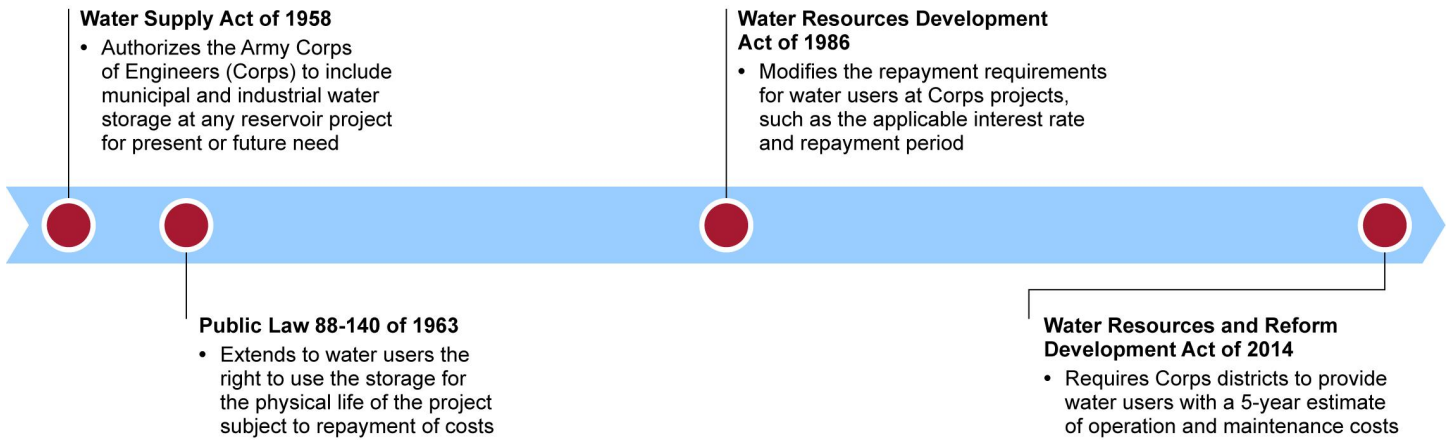 Water Supply Act of 1958
• Authorizes the Army Corps
of Engineers (Corps) to include
municipal and industrial water
storage at any reservoir project
for present or future need
Water Resources Development
Act of 1986
• Modifies the repayment requirements
for water users at Corps projects,
such as the applicable interest rate
and repayment period
Public Law 88-140 of 1963
• Extends to water users the
right to use the storage for
the physical life of the project
subject to repayment of costs
Water Resources and Reform
Development Act of 2014
• Requires Corps districts to provide
water users with a 5-year estimate
of operation and maintenance costs